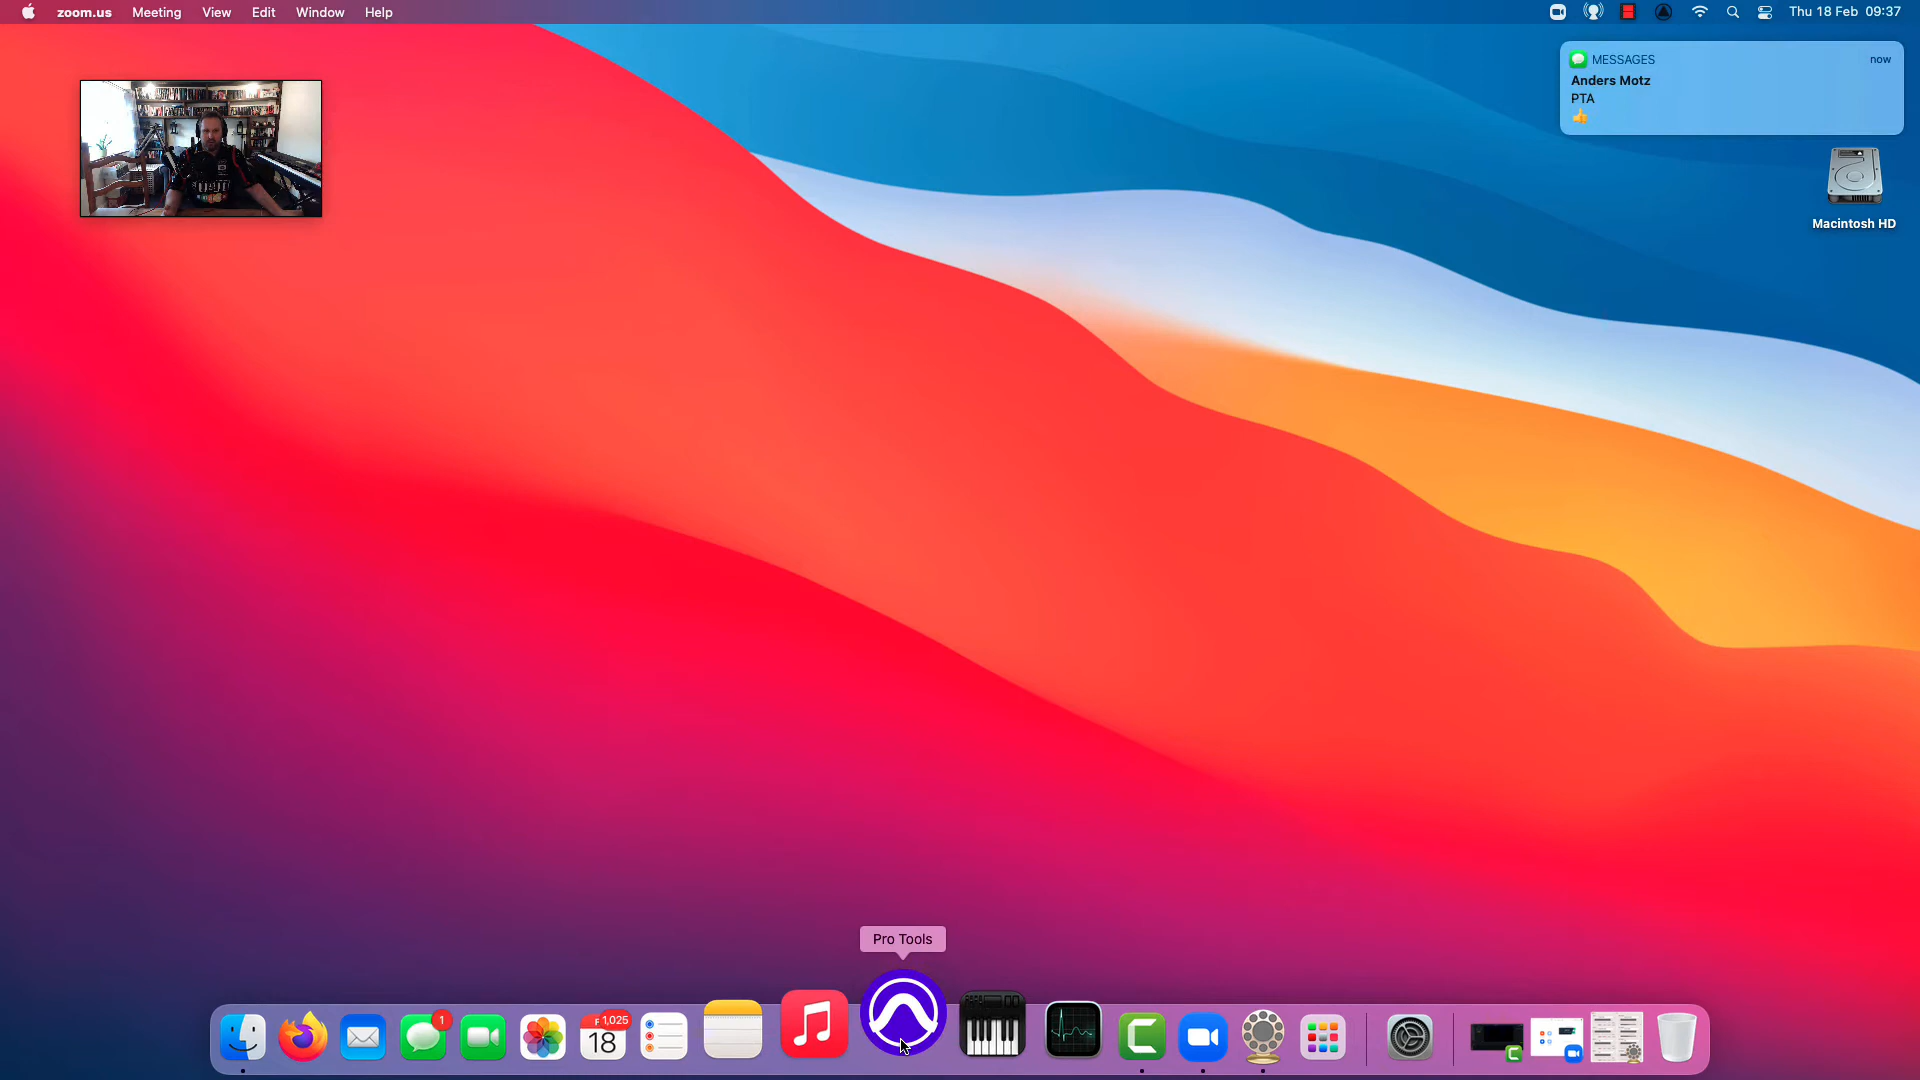 zoom.us Meeting View Edit Window Help
Thu 18 Feb 09:37
MESSAGES now
Anders Motz
PTA
👍
Macintosh HD
Pro Tools
1
1,025
18